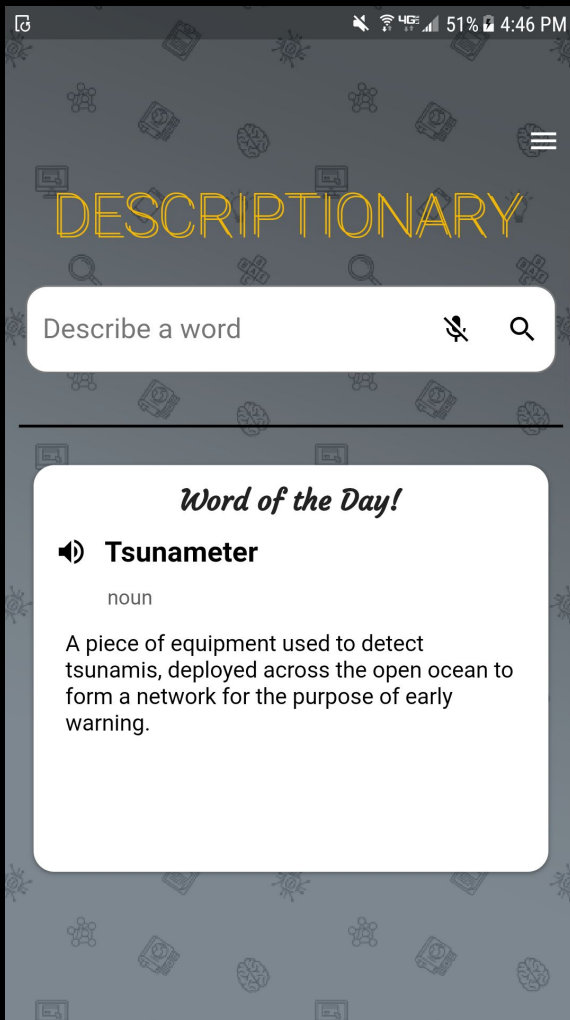 4GE 51% 4:46 PM
DESCRIPTIONARY
Describe a word
Word of the Day!
Tsunameter
noun
A piece of equipment used to detect
tsunamis, deployed across the open ocean to
form a network for the purpose of early
warning.